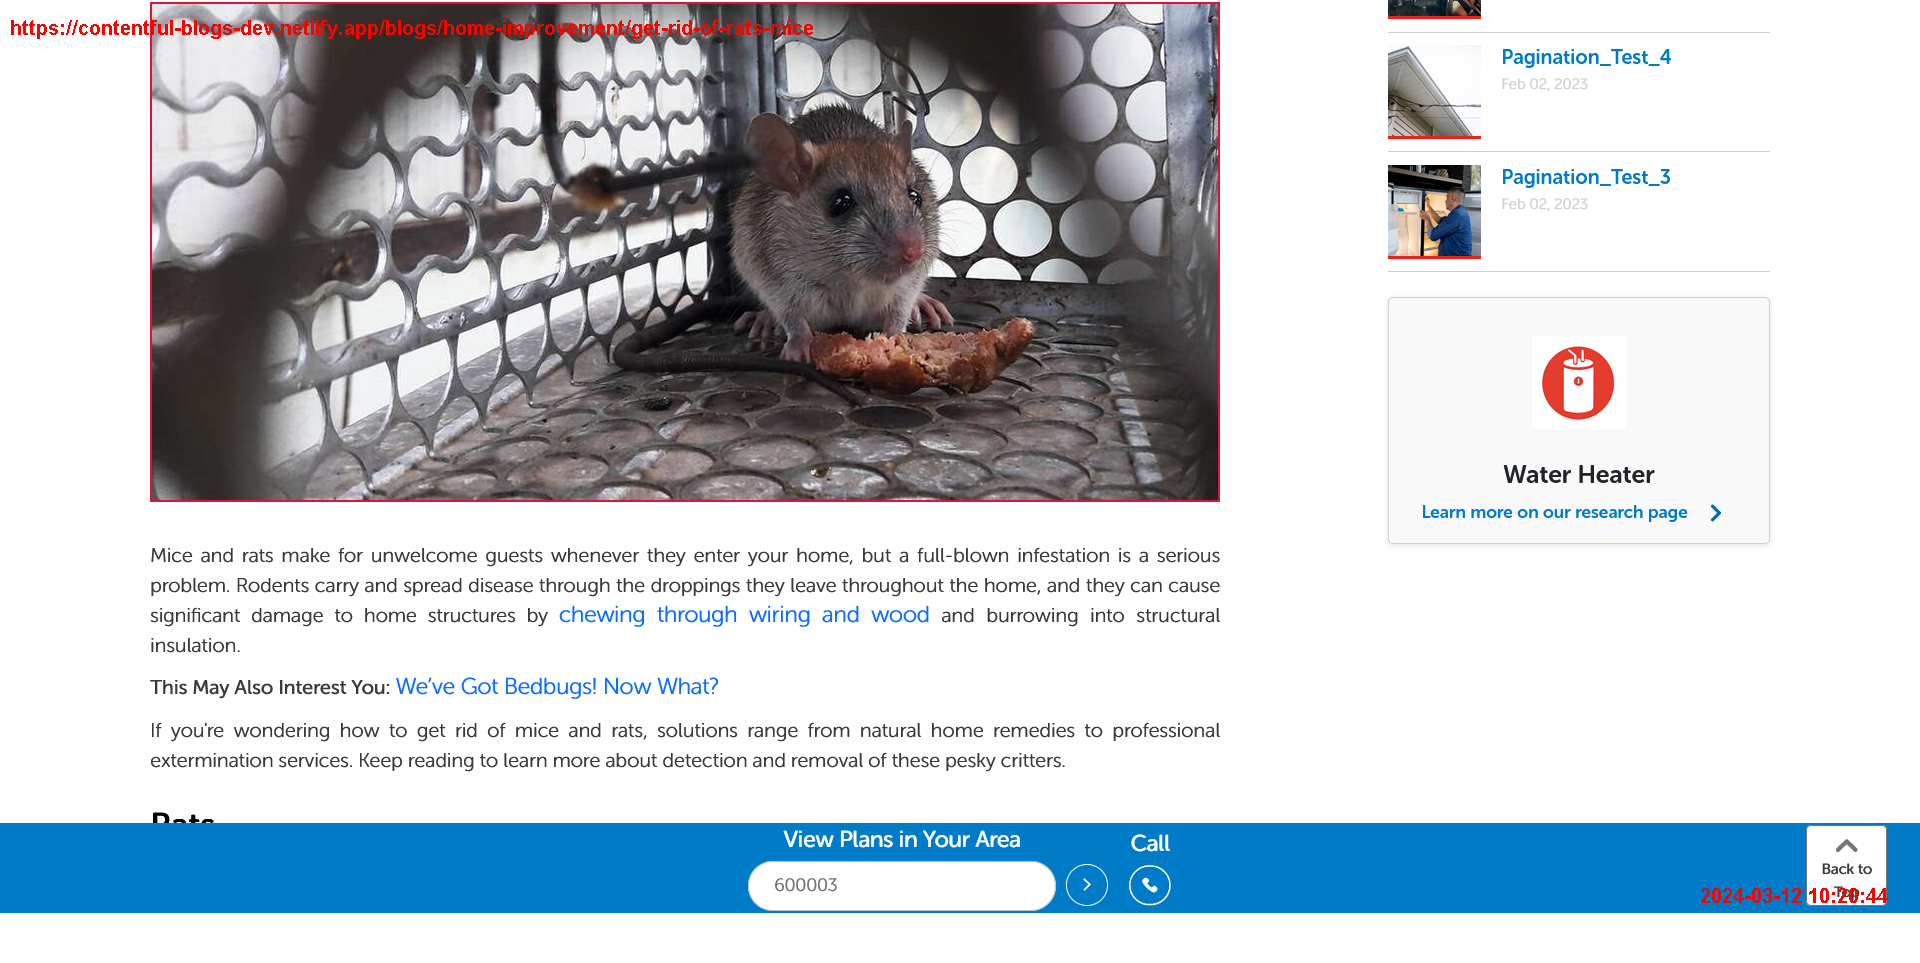 https://contentful-blogs-dev.netlify.app/blogs/home-improvement/get-rid-of-rats-mice
Pagination_Test_4
Feb 02, 2023
Pagination_Test_3
Feb 02, 2023
Water Heater
Learn more on our research page
Mice and rats make for unwelcome guests whenever they enter your home, but a full-blown infestation is a serious
problem. Rodents carry and spread disease through the droppings they leave throughout the home, and they can cause
significant damage to home structures by chewing through wiring and wood and burrowing into structural
insulation.
This May Also Interest You: We've Got Bedbugs! Now What?
If you're wondering how to get rid of mice and rats, solutions range from natural home remedies to professional
extermination services. Keep reading to learn more about detection and removal of these pesky critters.
Rats
View Plans in Your Area
600003
Call
Back to
Top
2024-03-12 10:20:44